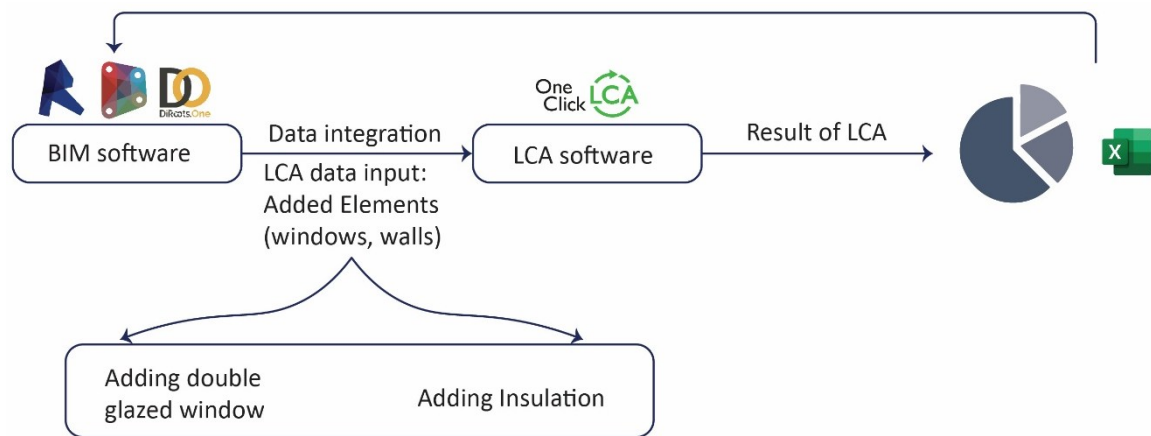 DiRoots.One
One
Click LCA
BIM software
Data integration
LCA software
Result of LCA
LCA data input:
Added Elements
(windows, walls)
X
Adding double
glazed window
Adding Insulation